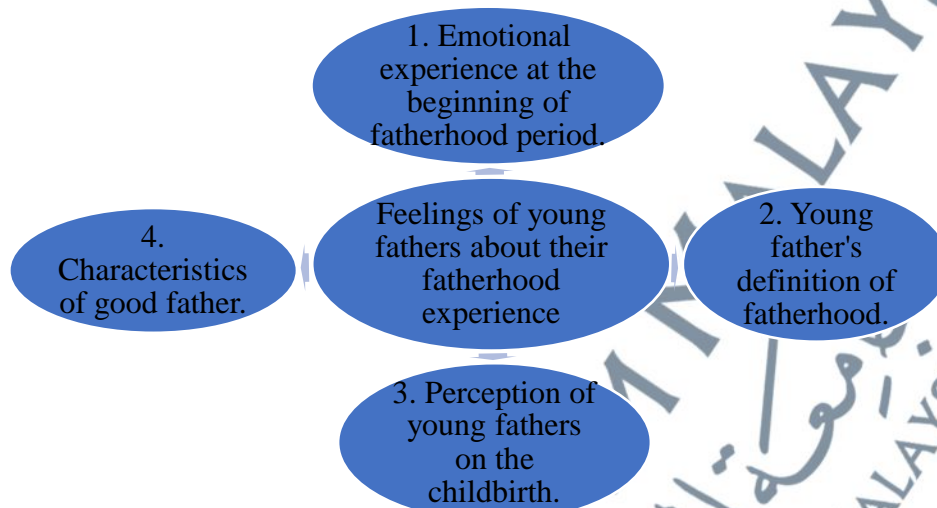 1. Emotional
experience at the
beginning of
fatherhood period.
Feelings of young
fathers about their
fatherhood
experience
2. Young
father's
definition of
fatherhood.
3. Perception of
young fathers
on the
childbirth.
4.
Characteristics
of good father.